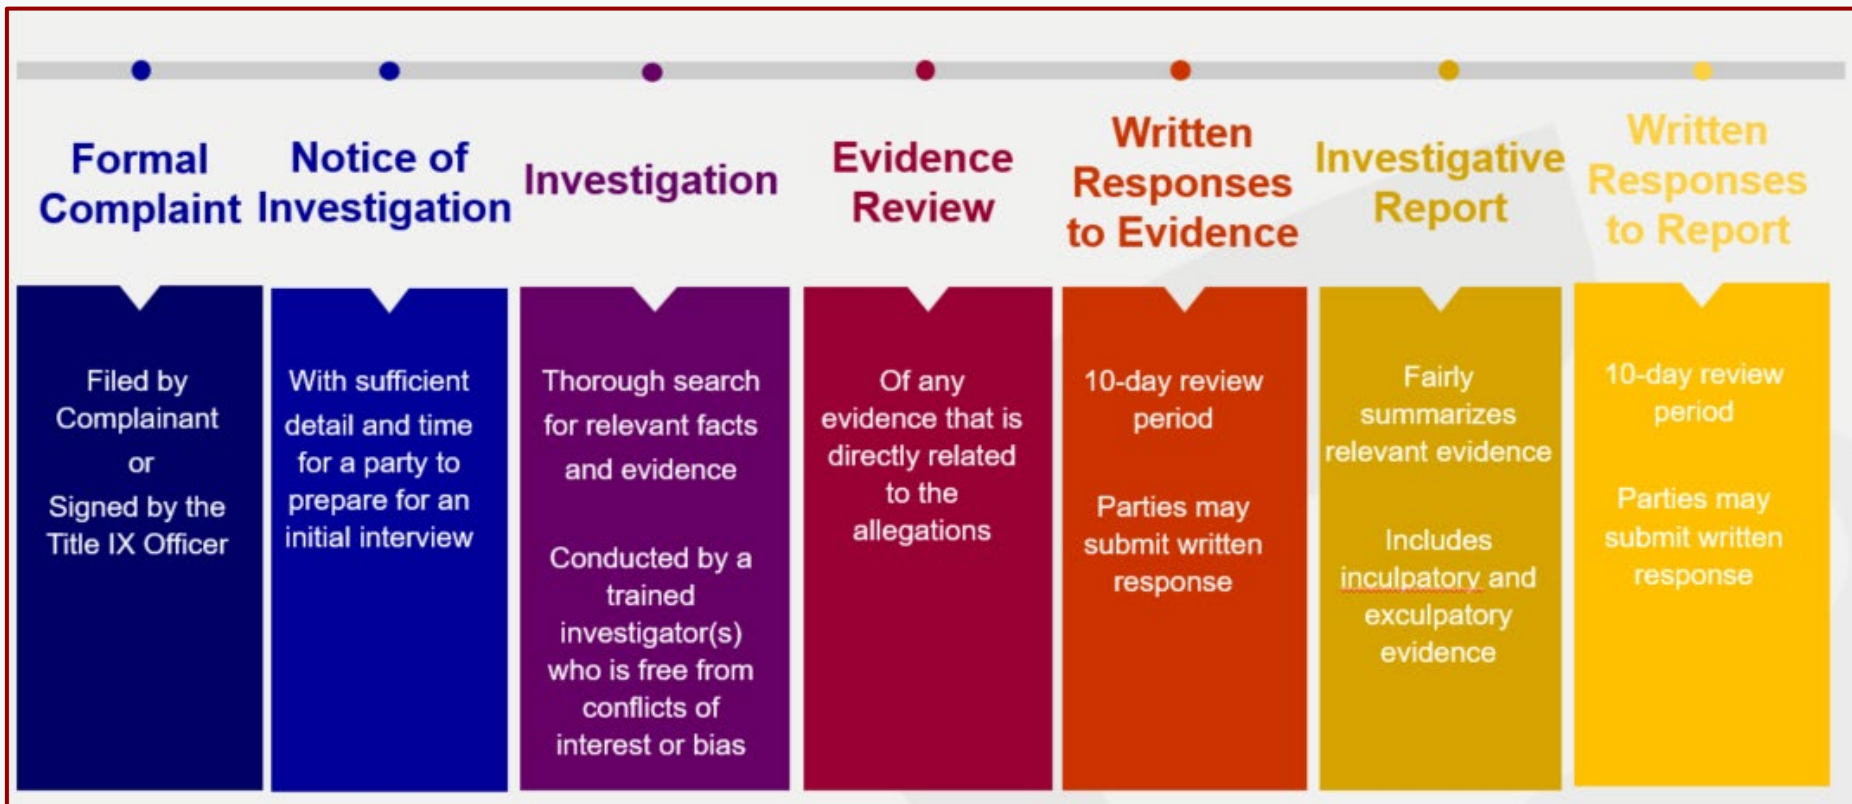 Formal
Complaint
Notice of
Investigation
Investigation
Evidence
Review
Written
Responses
to Evidence
Investigative
Report
Written
Responses
to Report
Filed by
Complainant
or
Signed by the
Title IX Officer
With sufficient
detail and time
for a party to
prepare for an
initial interview
Thorough search
for relevant facts
and evidence
Conducted by a
trained
investigator(s)
who is free from
conflicts of
interest or bias
Of any
evidence that is
directly related
to the
allegations
10-day review
period
Parties may
submit written
response
Fairly
summarizes
relevant evidence
Includes
inculpatory and
exculpatory
evidence
10-day review
period
Parties may
submit written
response